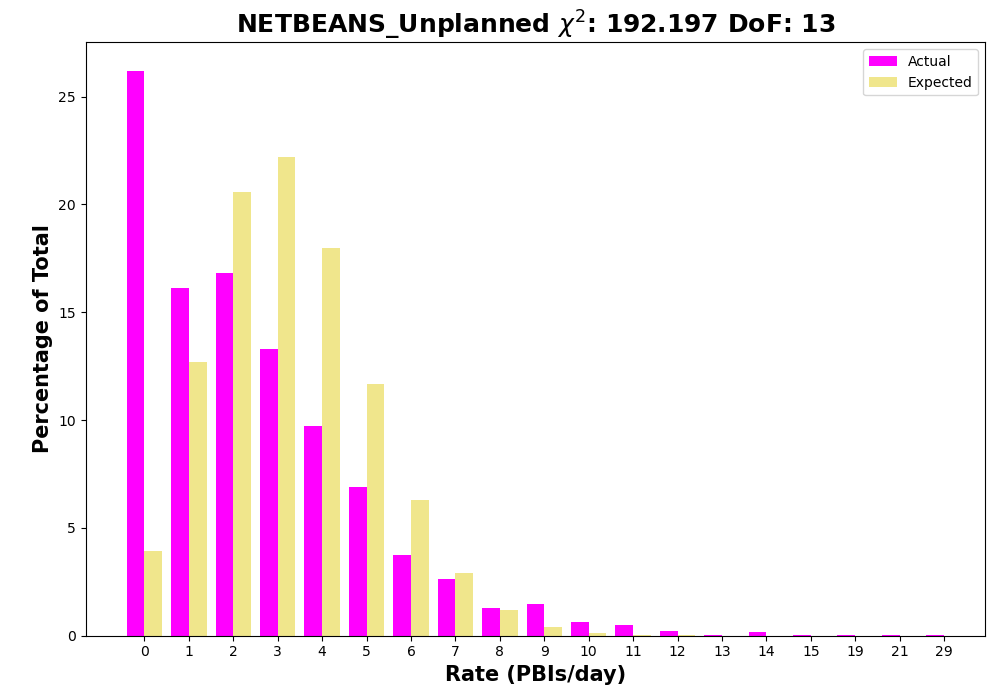 NETBEANS_Unplanned χ²: 192.197 DoF: 13
Actual
Expected
Percentage of Total
25
20
15
10
5
0
0 1 2 3 4 5 6 7 8 9 10 11 12 13 14 15 19 21 29
Rate (PBIs/day)